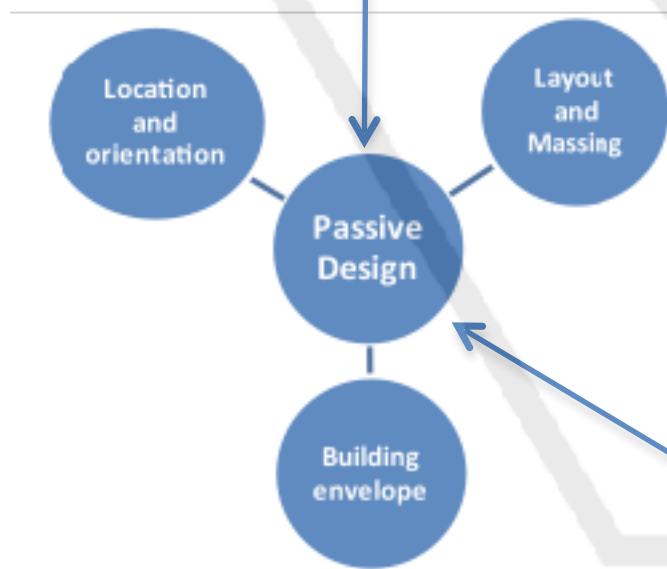 Location
and
orientation
Layout
and
Massing
Passive
Design
Building
envelope